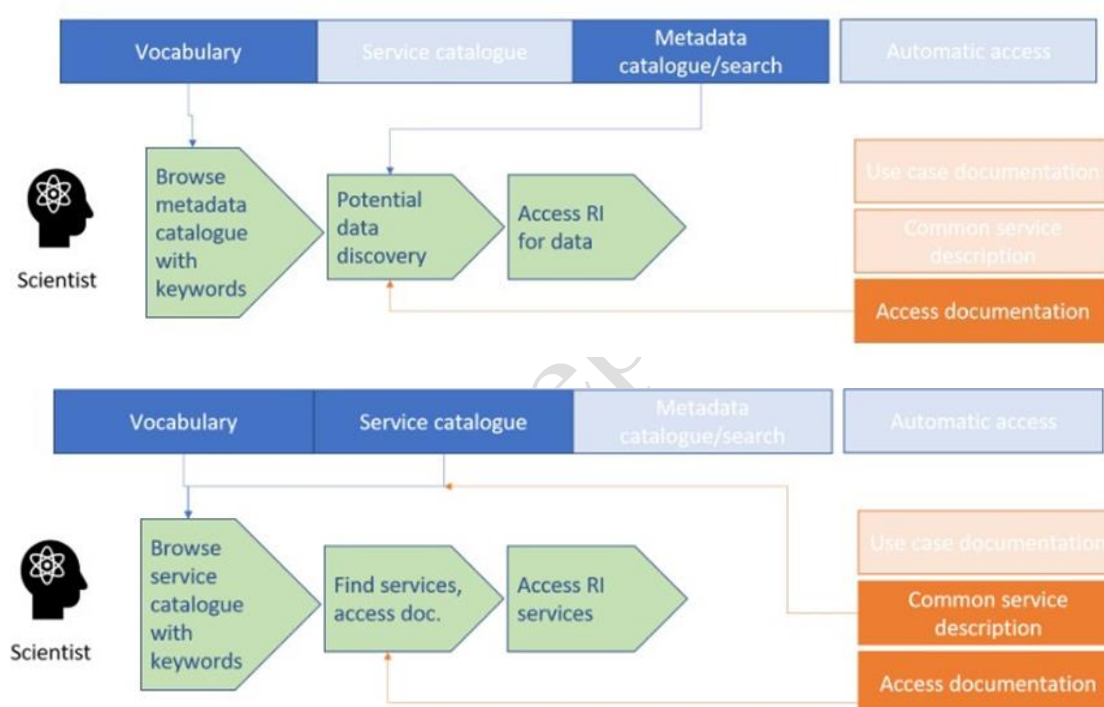 Vocabulary
Service catalogue
Metadata
catalogue/search
Automatic access
Scientist
Browse
metadata
catalogue
with
keywords
Potential
data
discovery
Access RI
for data
Use case documentation
Common service
description
Access documentation
Vocabulary
Service catalogue
Metadata
catalogue/search
Automatic access
Scientist
Browse
service
catalogue
with
keywords
Find services,
access doc.
Access RI
services
Use case documentation
Common service
description
Access documentation